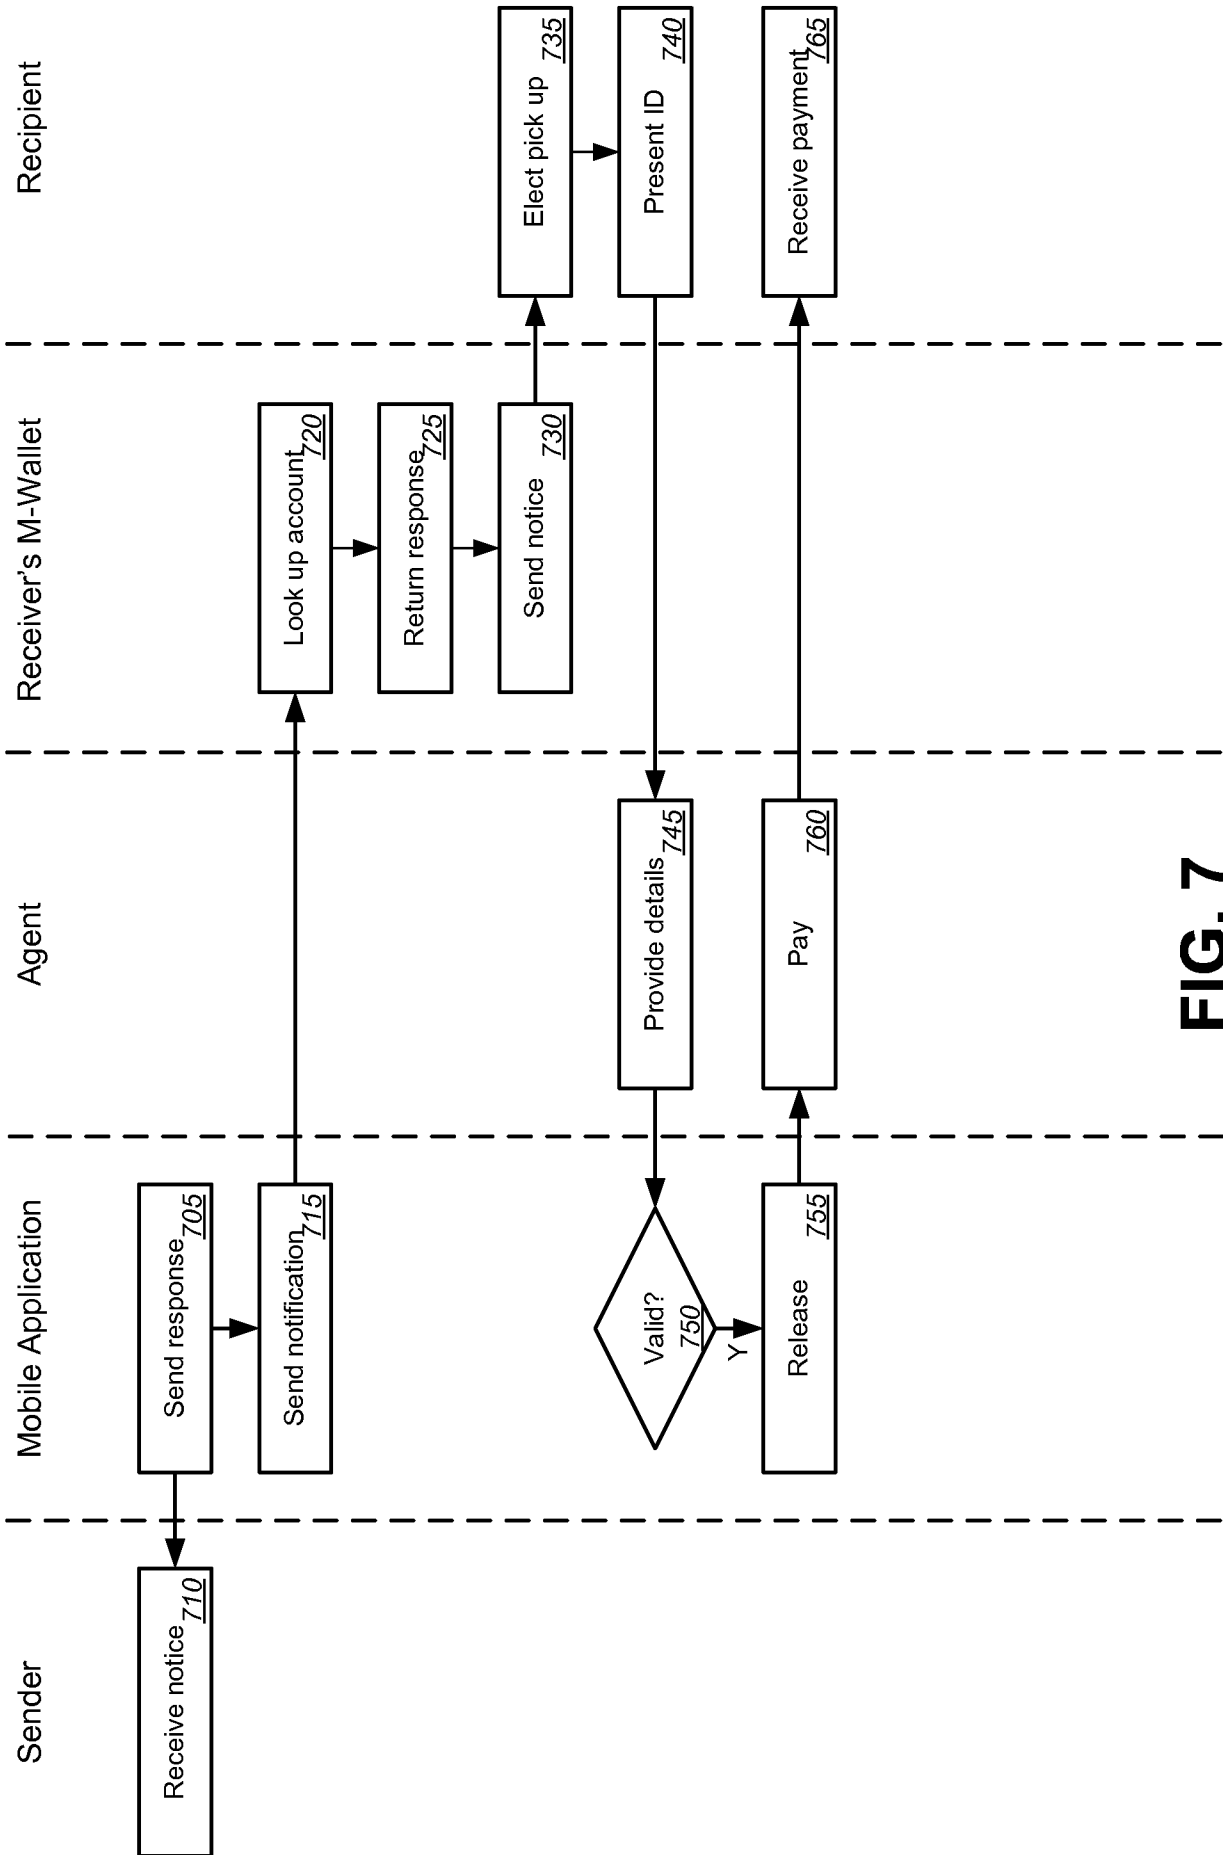 Sender
Mobile Application
Agent
Receiver's M-Wallet
Recipient
Receive notice
710
Send response
705
Send notification
715
Look up account
720
Return response
725
Send notice
730
Elect pick up
735
Present ID
740
Provide details
745
Valid?
750
Y
Release
755
Pay
760
Receive payment
765
FIG. 7